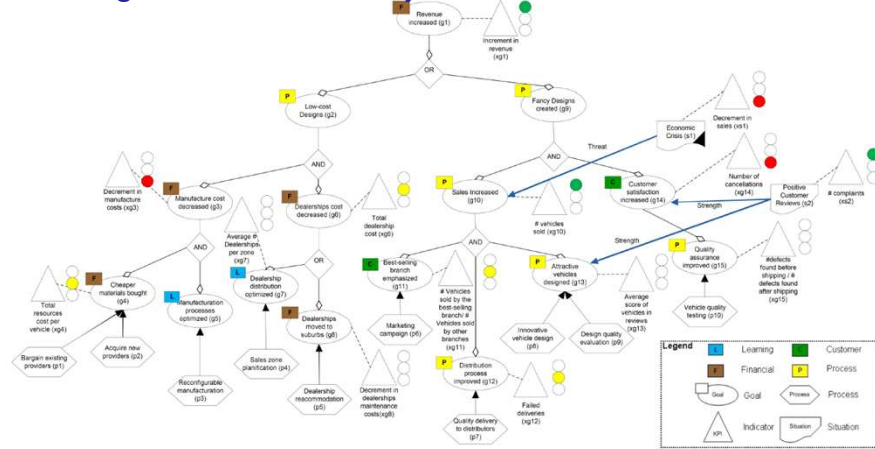 F
Revenue
increased (g1)
Increment in
revenue
(xg1)
OR
P
Low-cost
Designs (g2)
P
Fancy Designs
created (g9)
Economic
Crisis (s1)
Decrement in
sales (xs1)
Threat
AND
AND
Decrement in
manufacture
costs (xg3)
F
Manufacture cost
decreased (g3)
F
Dealerships cost
decreased (g6)
Total
dealership
cost (xg6)
P
Sales Increased
(g10)
# vehicles
sold (xg10)
C
Customer
satisfaction
increased (g14)
Number of
cancellations
(xg14)
Strength
Positive
Customer
Reviews (s2)
# complaints
(xs2)
Average #
Dealerships
per zone
(xg7)
AND
OR
AND
Strength
Total
resources
cost per
vehicle (xg4)
F
Cheaper
materials bought
(g4)
L
Manufacturation
processes
optimized (g5)
L
Dealership
distribution
optimized (g7)
F
Dealerships
moved to
suburbs (g8)
C
Best-selling
branch
emphasized (g11)
# Vehicles
sold by the
best-selling
branch/ #
Vehicles sold
by other
branches
(xg11)
P
Attractive
vehicles
designed (g13)
Average
score of
vehicles in
reviews
(xg13)
P
Quality
assurance
improved (g15)
#defects
found before
shipping / #
defects found
after shipping
(xg15)
Bargain existing
providers (p1)
Acquire new
providers (p2)
Reconfigurable
manufacturation
(p3)
Sales zone
planification (p4)
Dealership
reaccommodation
(p5)
Decrement in
dealerships
maintenance
costs(xg8)
Marketing
campaign (p6)
Innovative
vehicle design
(p8)
Design quality
evaluation (p9)
Vehicle quality
testing (p10)
P
Distribution
process
improved (g12)
Failed
deliveries
(xg12)
Quality delivery
to distributors
(p7)
Legend
L Learning
C Customer
F Financial
P Process
Goal Goal
Process Process
KPI Indicator
Situation Situation